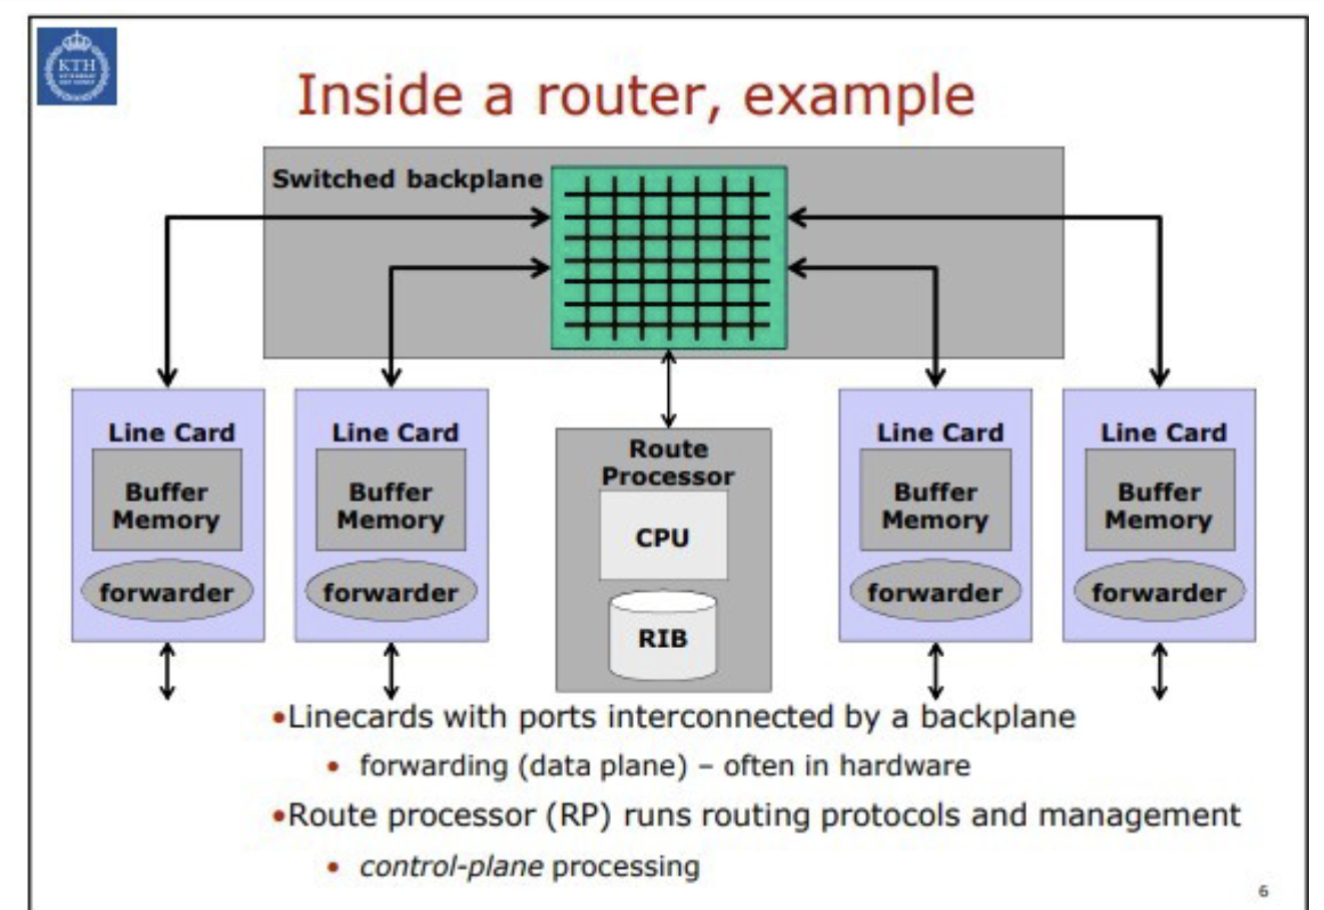 KTH
Inside a router, example
Switched backplane
Line Card
Buffer
Memory
forwarder
Line Card
Buffer
Memory
forwarder
Route
Processor
CPU
RIB
Line Card
Buffer
Memory
forwarder
Line Card
Buffer
Memory
forwarder
•Linecards with ports interconnected by a backplane
• forwarding (data plane) – often in hardware
•Route processor (RP) runs routing protocols and management
• control-plane processing
6